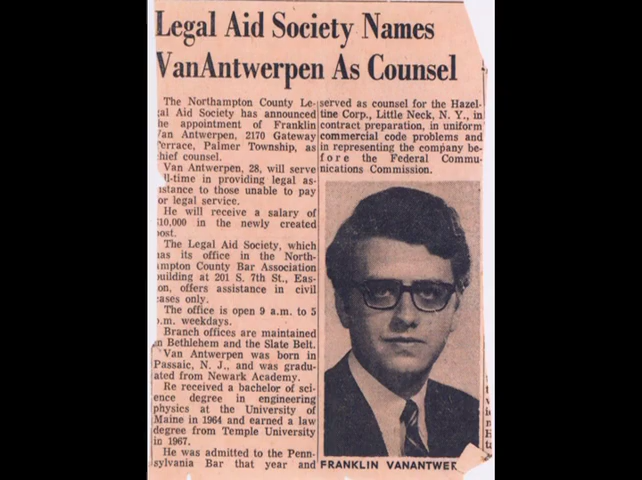 Legal Aid Society Names
VanAntwerpen As Counsel
The Northampton County Le-
gal Aid Society has announced
he appointment of Franklin
Van Antwerpen, 2170 Gateway
Terrace, Palmer Township, as
chief counsel.
Van Antwerpen, 28, will serve
ll-time in providing legal as-
istance to those unable to pay
or legal service.
He will receive a salary of
$10,000 in the newly created
post.
The Legal Aid Society, which
has its office in the North-
ampton County Bar Association
building at 201 S. 7th St., Eas-
on, offers assistance in civil
cases only.
The office is open 9 a.m. to 5
p.m. weekdays.
Branch offices are maintained
in Bethlehem and the Slate Belt.
Van Antwerpen was born in
Passaic, N. J., and was gradu-
ated from Newark Academy.
Re received a bachelor of sci-
ence degree in engineering
physics at the University of
Maine in 1964 and earned a law
degree from Temple University
in 1967.
He was admitted to the Penn-
sylvania Bar that year and
served as counsel for the Hazel-
tine Corp., Little Neck, N. Y., in
contract preparation, in uniform
commercial code problems and
in representing the company be-
fore the Federal Commu-
nications Commission.
FRANKLIN VANANTWER